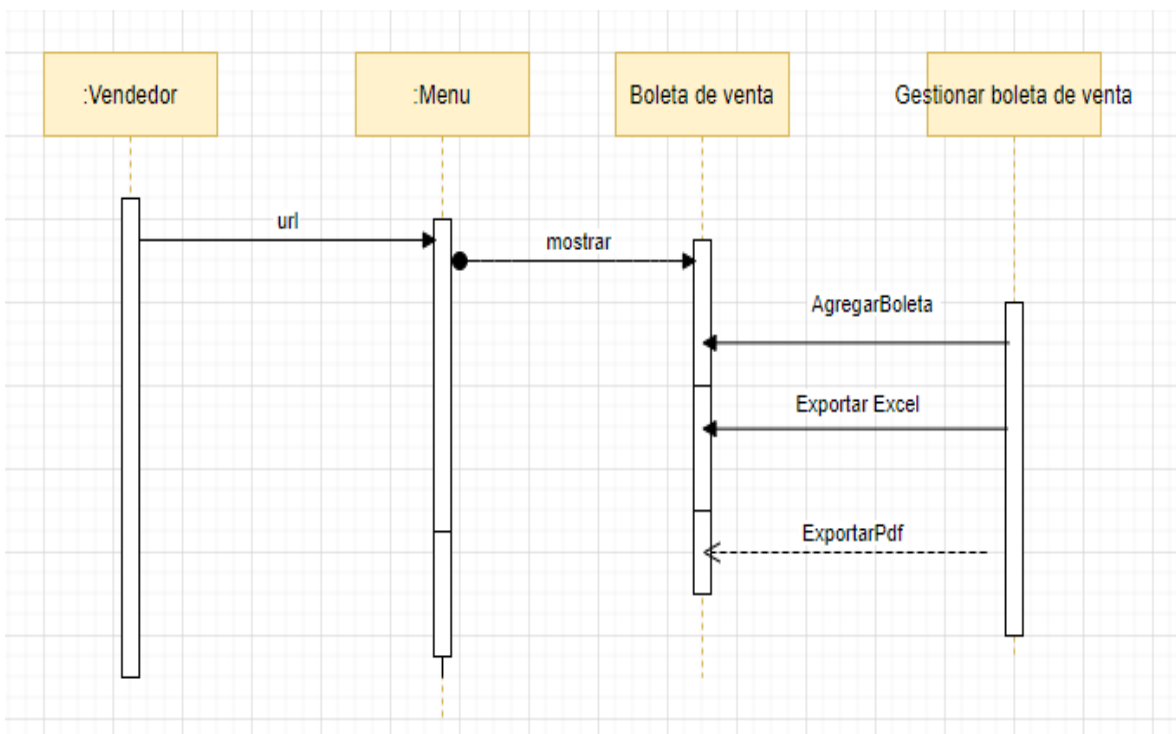 :Vendedor
:Menu
Boleta de venta
Gestionar boleta de venta
url
mostrar
AgregarBoleta
Exportar Excel
ExportarPdf